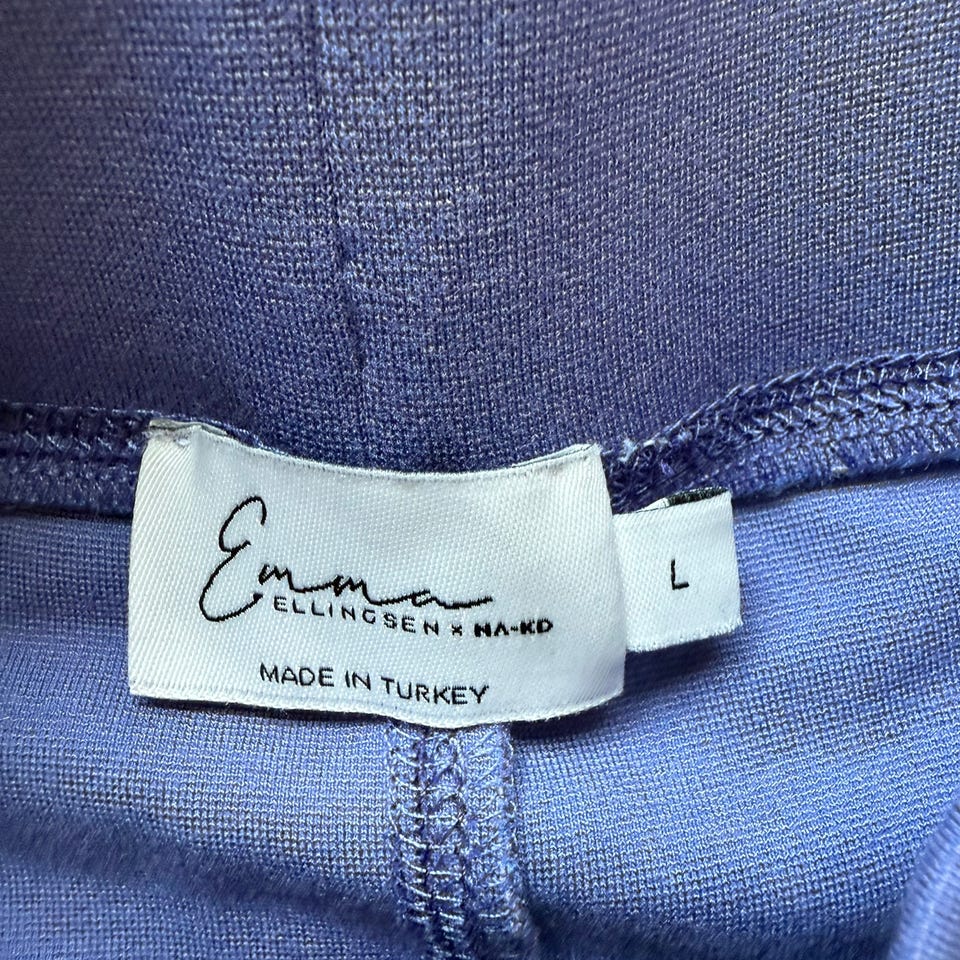 Emma
ELLINGSEN x NA-KD
MADE IN TURKEY
L